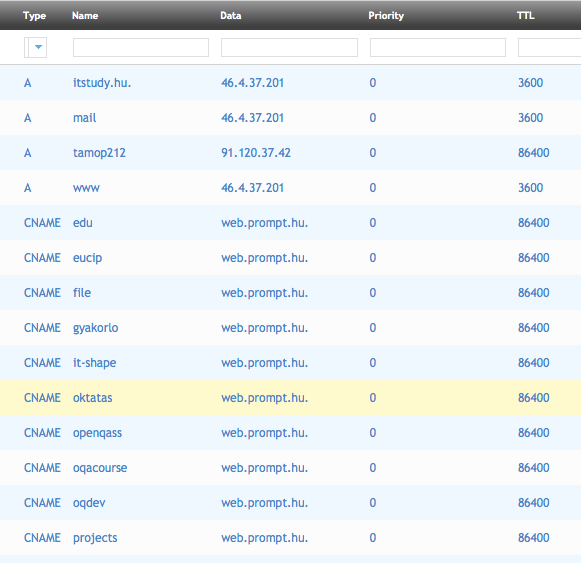 Type Name Data Priority TTL
A itstudy.hu. 46.4.37.201 0 3600
A mail 46.4.37.201 0 3600
A tamop212 91.120.37.42 0 86400
A www 46.4.37.201 0 3600
CNAME edu web.prompt.hu. 0 86400
CNAME eucip web.prompt.hu. 0 86400
CNAME file web.prompt.hu. 0 86400
CNAME gyakorlo web.prompt.hu. 0 86400
CNAME it-shape web.prompt.hu. 0 86400
CNAME oktatas web.prompt.hu. 0 86400
CNAME openqass web.prompt.hu. 0 86400
CNAME oqacourse web.prompt.hu. 0 86400
CNAME oqdev web.prompt.hu. 0 86400
CNAME projects web.prompt.hu. 0 86400